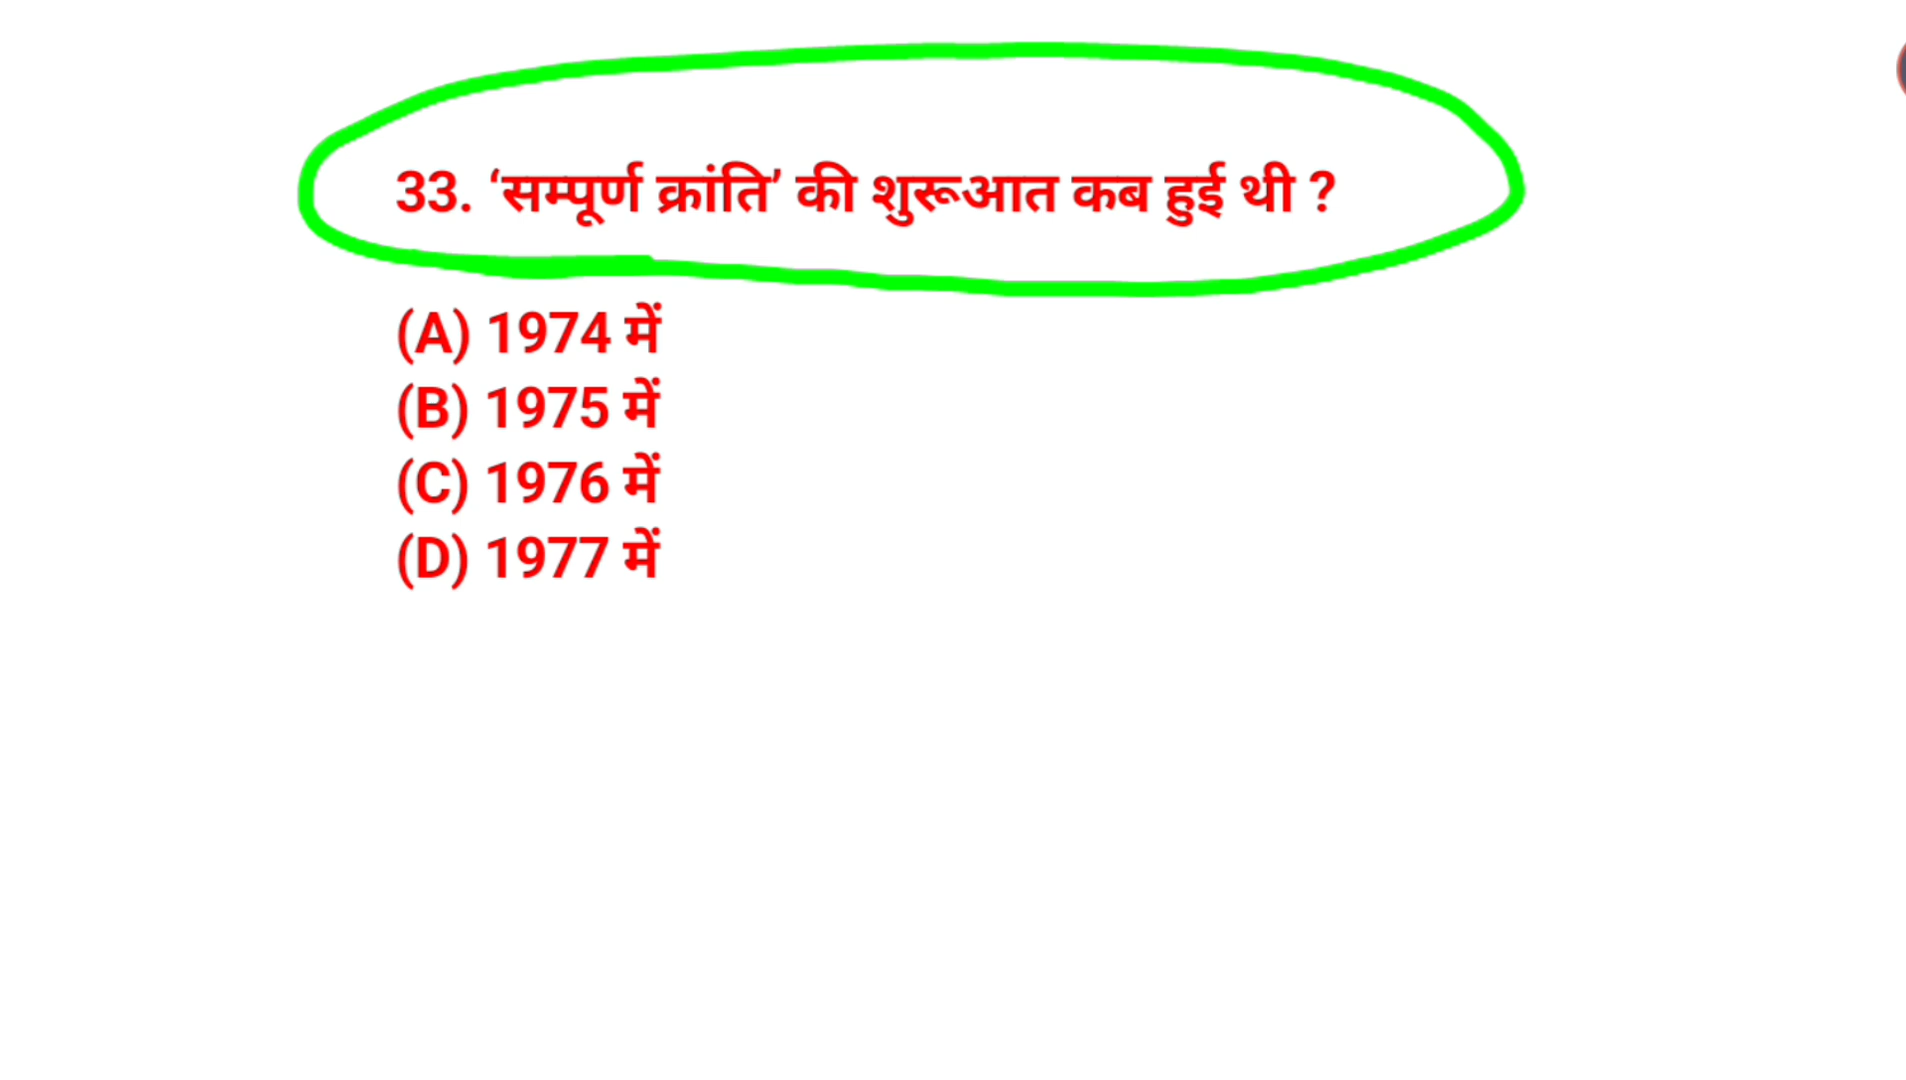 33. ‘सम्पूर्ण क्रांति’ की शुरूआत कब हुई थी ?
(A) 1974 में
(B) 1975 में
(C) 1976 में
(D) 1977 में